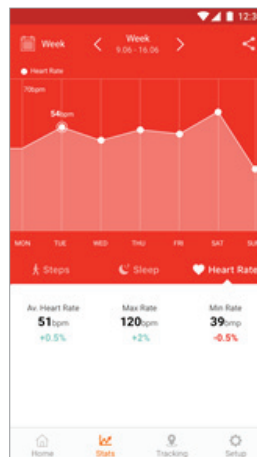 12:3
Week
Week
9.06 - 16.06
Heart Rate
70bpm
54bpm
MON TUE WED THU FRI SAT SUN
Steps Sleep Heart Rate
Av. Heart Rate Max Rate Min Rate
51bpm 120bpm 39bmp
+0.5% +2% -0.5%
Home Stats Tracking Setup